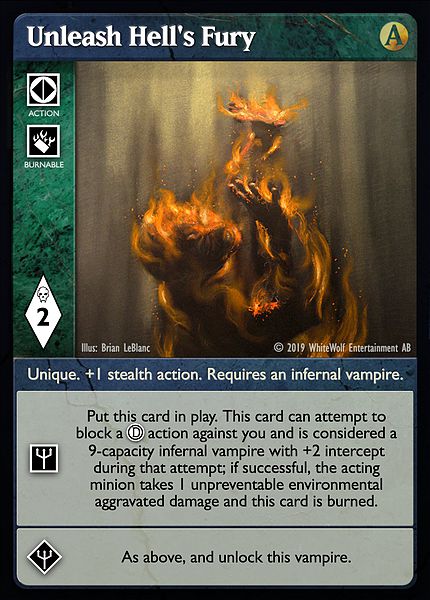 Unleash Hell's Fury
A
ACTION
BURNABLE
2
Illus: Brian LeBlanc
© 2019 WhiteWolf Entertainment AB
Unique. +1 stealth action. Requires an infernal vampire.
Put this card in play. This card can attempt to
block a Ⓓ action against you and is considered a
9-capacity infernal vampire with +2 intercept
during that attempt; if successful, the acting
minion takes 1 unpreventable environmental
aggravated damage and this card is burned.
As above, and unlock this vampire.